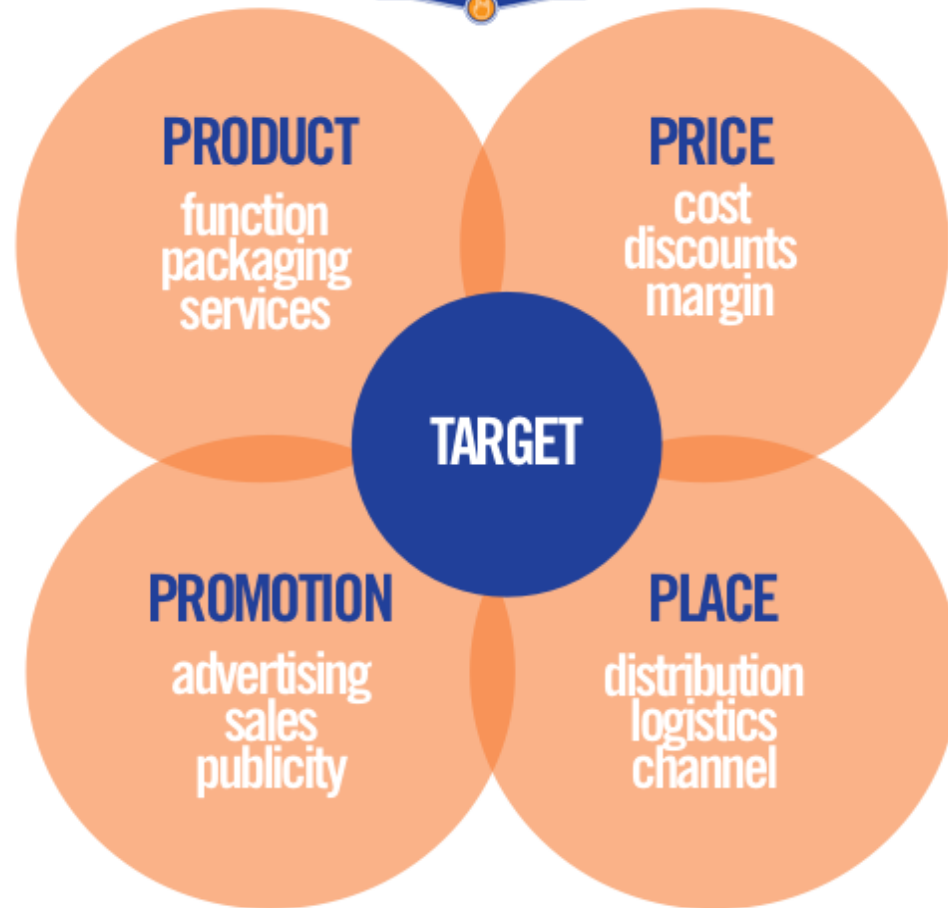 PRODUCT
function
packaging
services
PRICE
cost
discounts
margin
TARGET
PROMOTION
advertising
sales
publicity
PLACE
distribution
logistics
channel